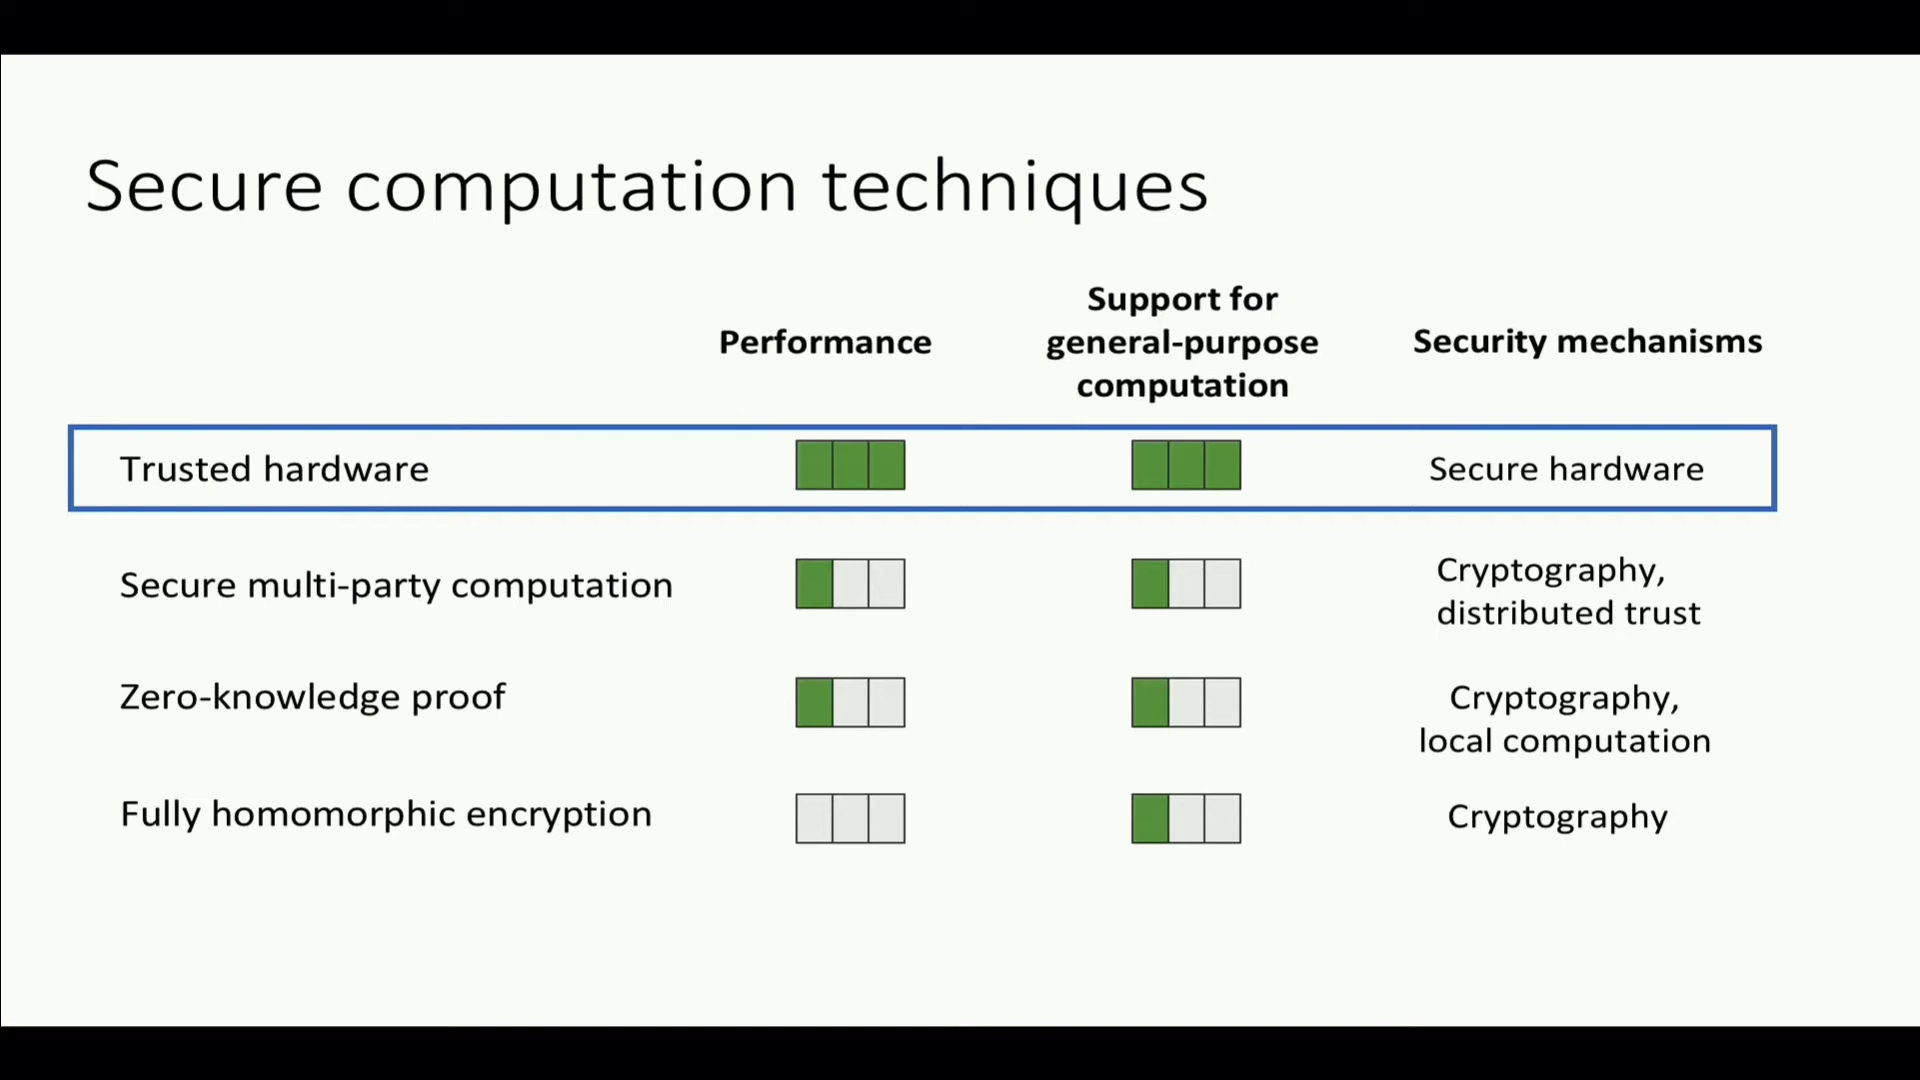 Secure computation techniques
Performance
Support for
general-purpose
computation
Security mechanisms
Trusted hardware
Secure hardware
Secure multi-party computation
Cryptography,
distributed trust
Zero-knowledge proof
Cryptography,
local computation
Fully homomorphic encryption
Cryptography